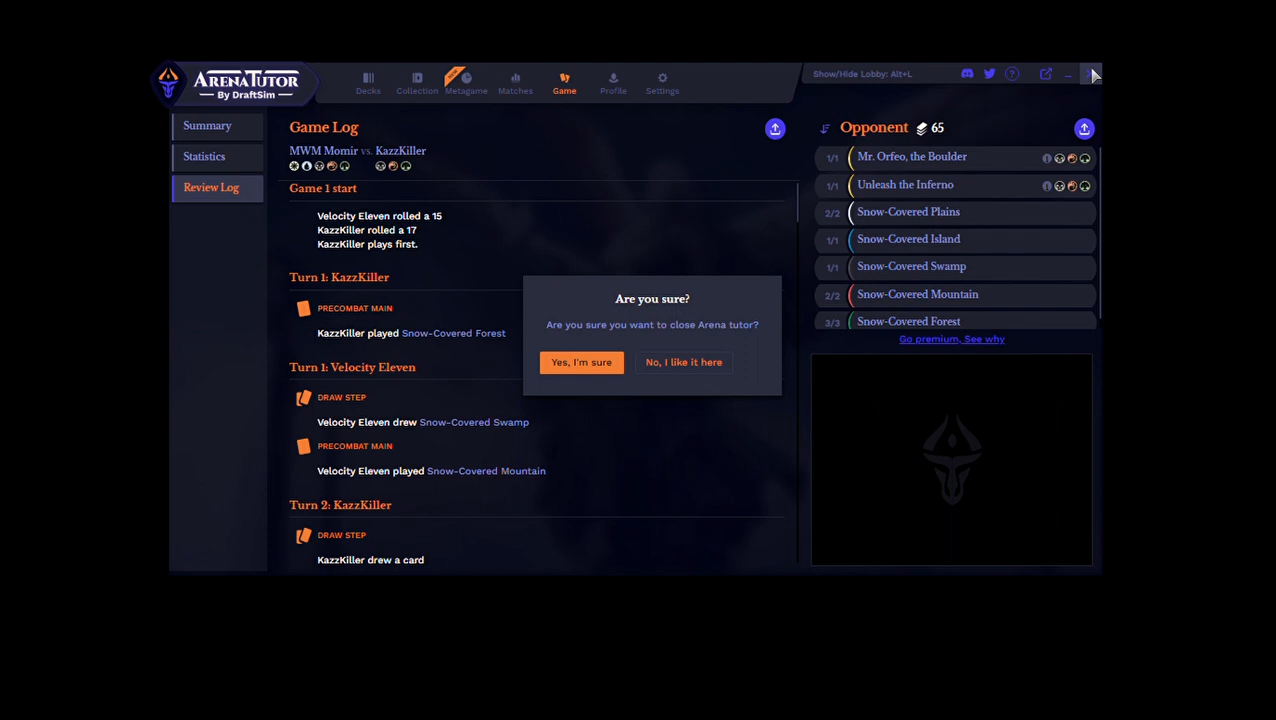 ARENATUTOR
By DraftSim
NEW
Decks
Collection
Metagame
Matches
Game
Profile
Settings
Show/Hide Lobby: Alt+L
Summary
Statistics
Review Log
Game Log
MWM Momir vs. KazzKiller
Game 1 start
Velocity Eleven rolled a 15
KazzKiller rolled a 17
KazzKiller plays first.
Turn 1: KazzKiller
PRECOMBAT MAIN
KazzKiller played Snow-Covered Forest
Turn 1: Velocity Eleven
DRAW STEP
Velocity Eleven drew Snow-Covered Swamp
PRECOMBAT MAIN
Velocity Eleven played Snow-Covered Mountain
Turn 2: KazzKiller
DRAW STEP
KazzKiller drew a card
Are you sure?
Are you sure you want to close Arena tutor?
Yes, I'm sure
No, I like it here
Opponent 65
1/1 Mr. Orfeo, the Boulder
1/1 Unleash the Inferno
2/2 Snow-Covered Plains
1/1 Snow-Covered Island
1/1 Snow-Covered Swamp
2/2 Snow-Covered Mountain
3/3 Snow-Covered Forest
Go premium, See why